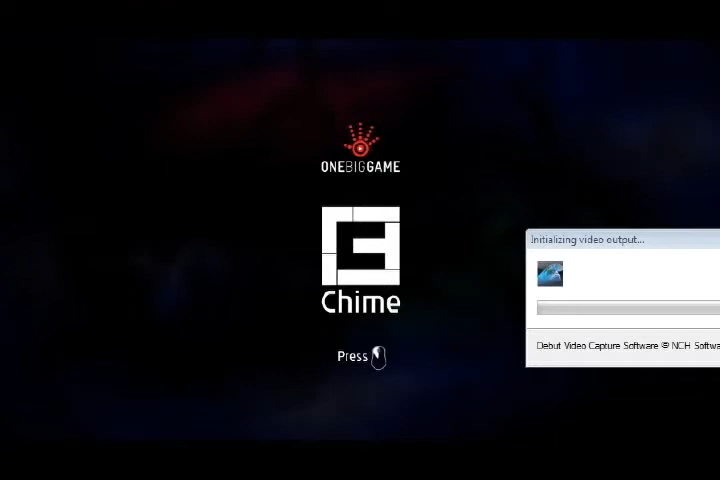 ONEBIGGAME
Chime
Press
Initializing video output...
Debut Video Capture Software © NCH Softwa